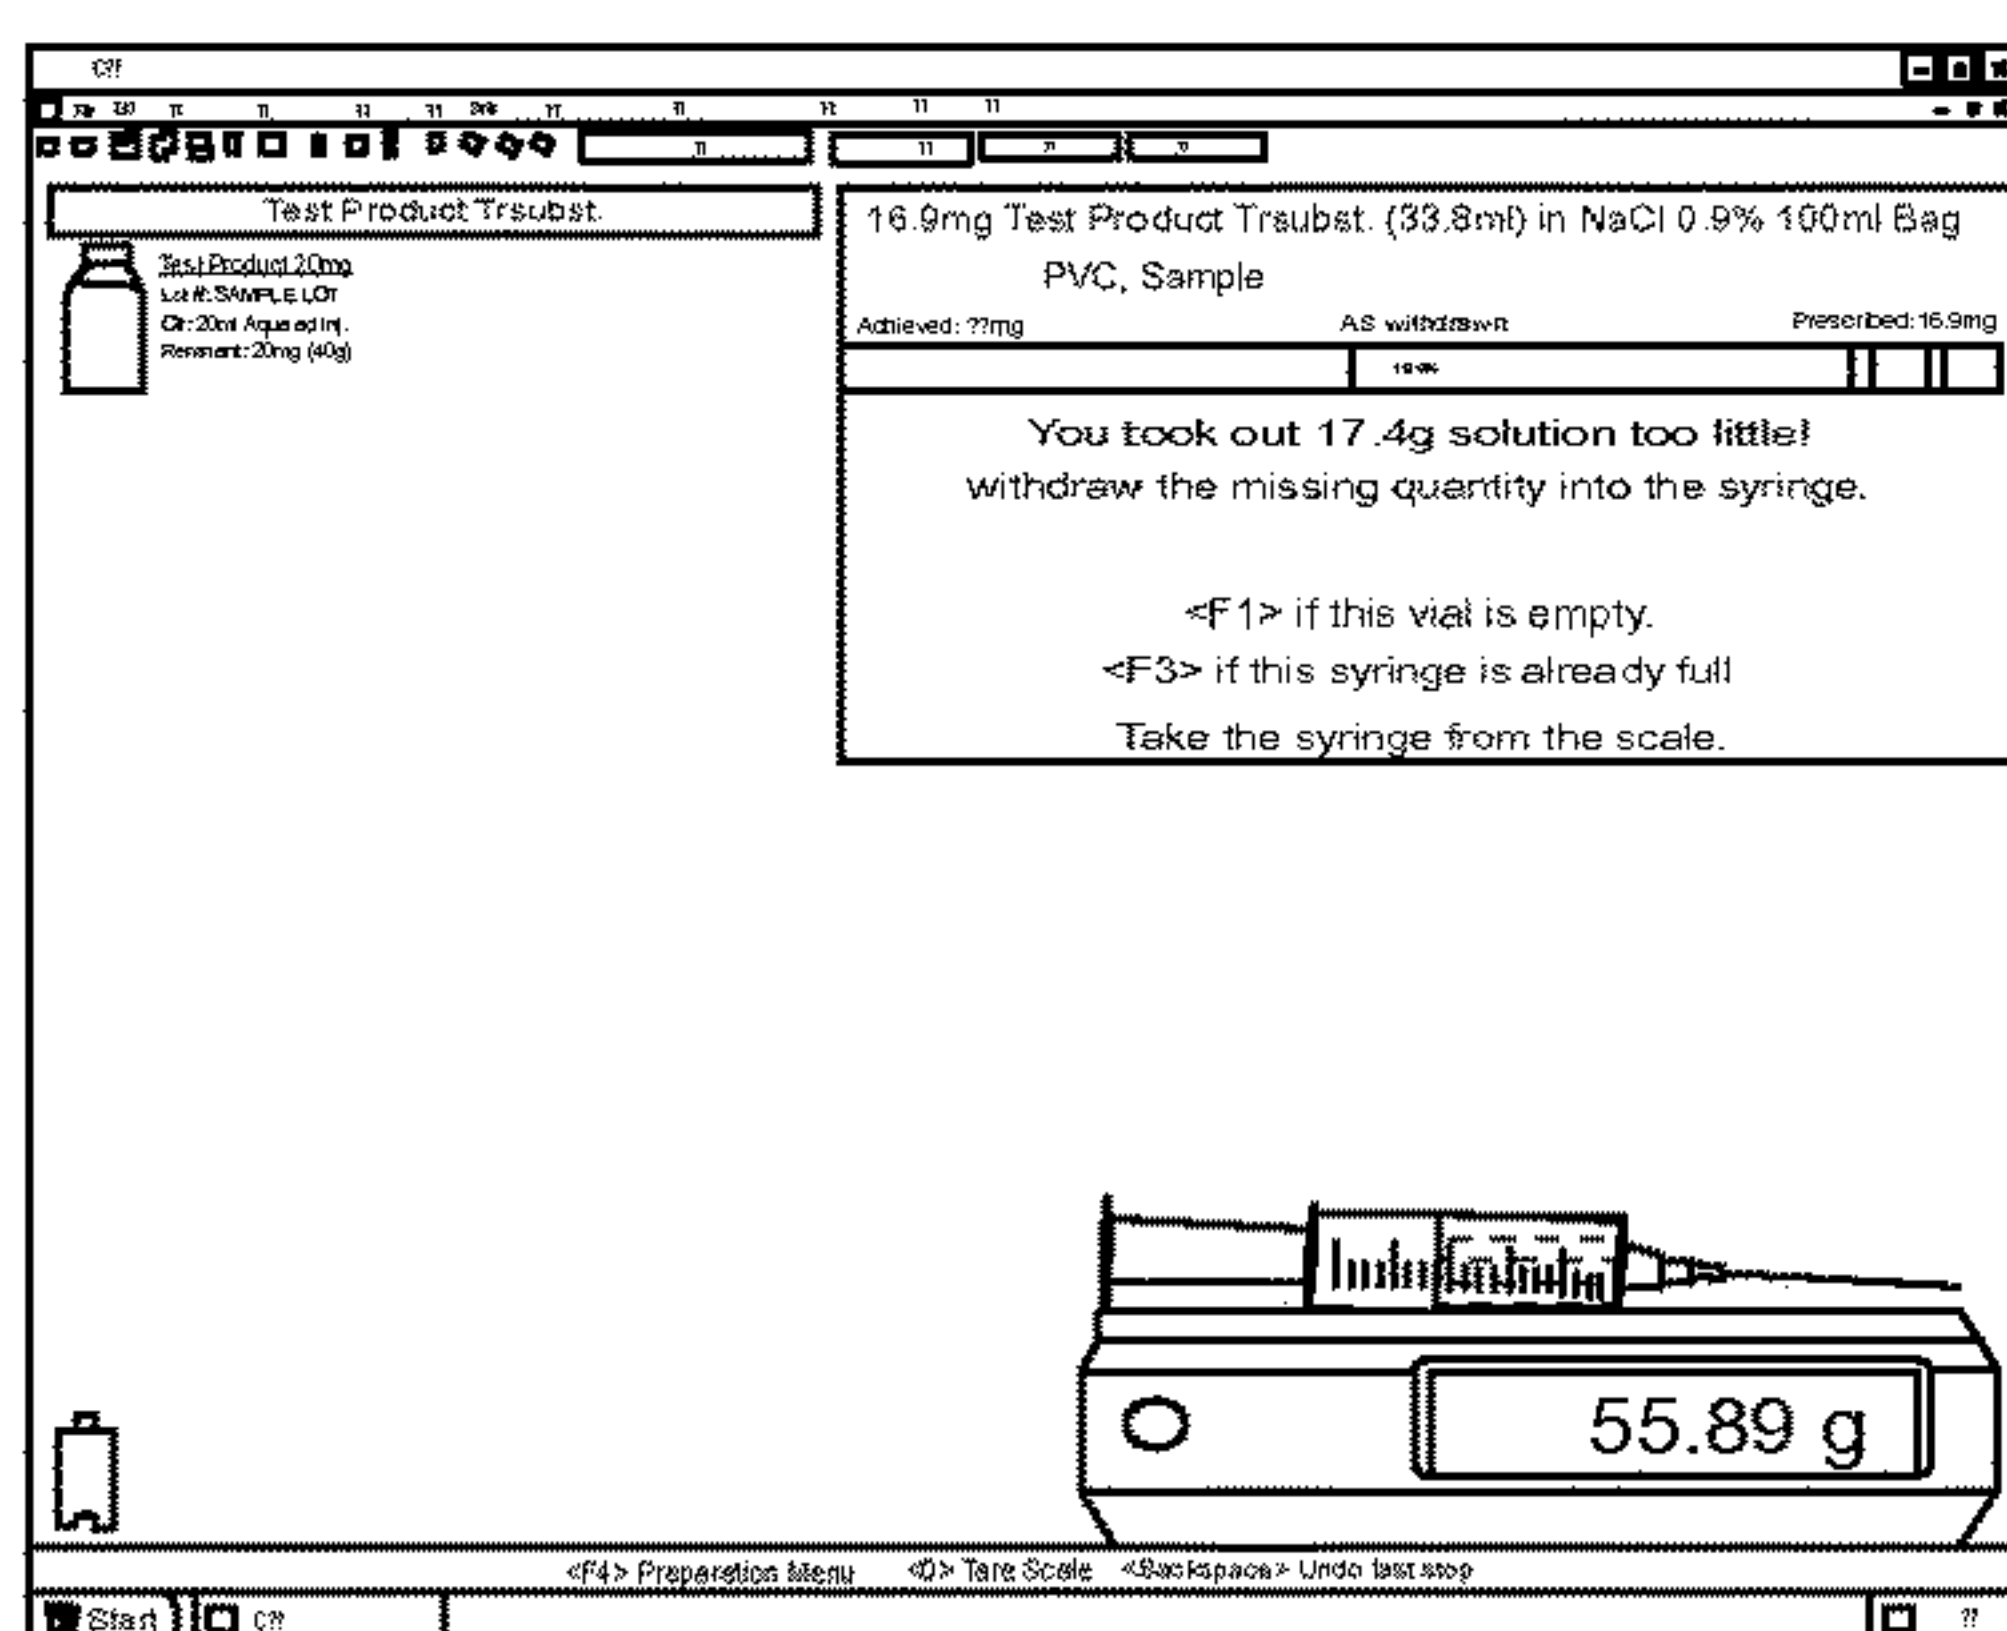 C??
??
Test Product Trsubst.
Test Product 20mg
Lot #: SAMPLE LOT
Clt: 20ml Aqua ad inj.
Remnant: 20mg (40g)
16.9mg Test Product Trsubst. (33.8ml) in NaCl 0.9% 100ml Bag
PVC, Sample
Achieved: ??mg AS withdrawn Prescribed: 16.9mg
You took out 17.4g solution too little!
withdraw the missing quantity into the syringe.
<F1> if this vial is empty.
<F3> if this syringe is already full
Take the syringe from the scale.
55.89 g
<F4> Preparation Menu <0> Tare Scale <Backspace> Undo last stop
Start C?? ??